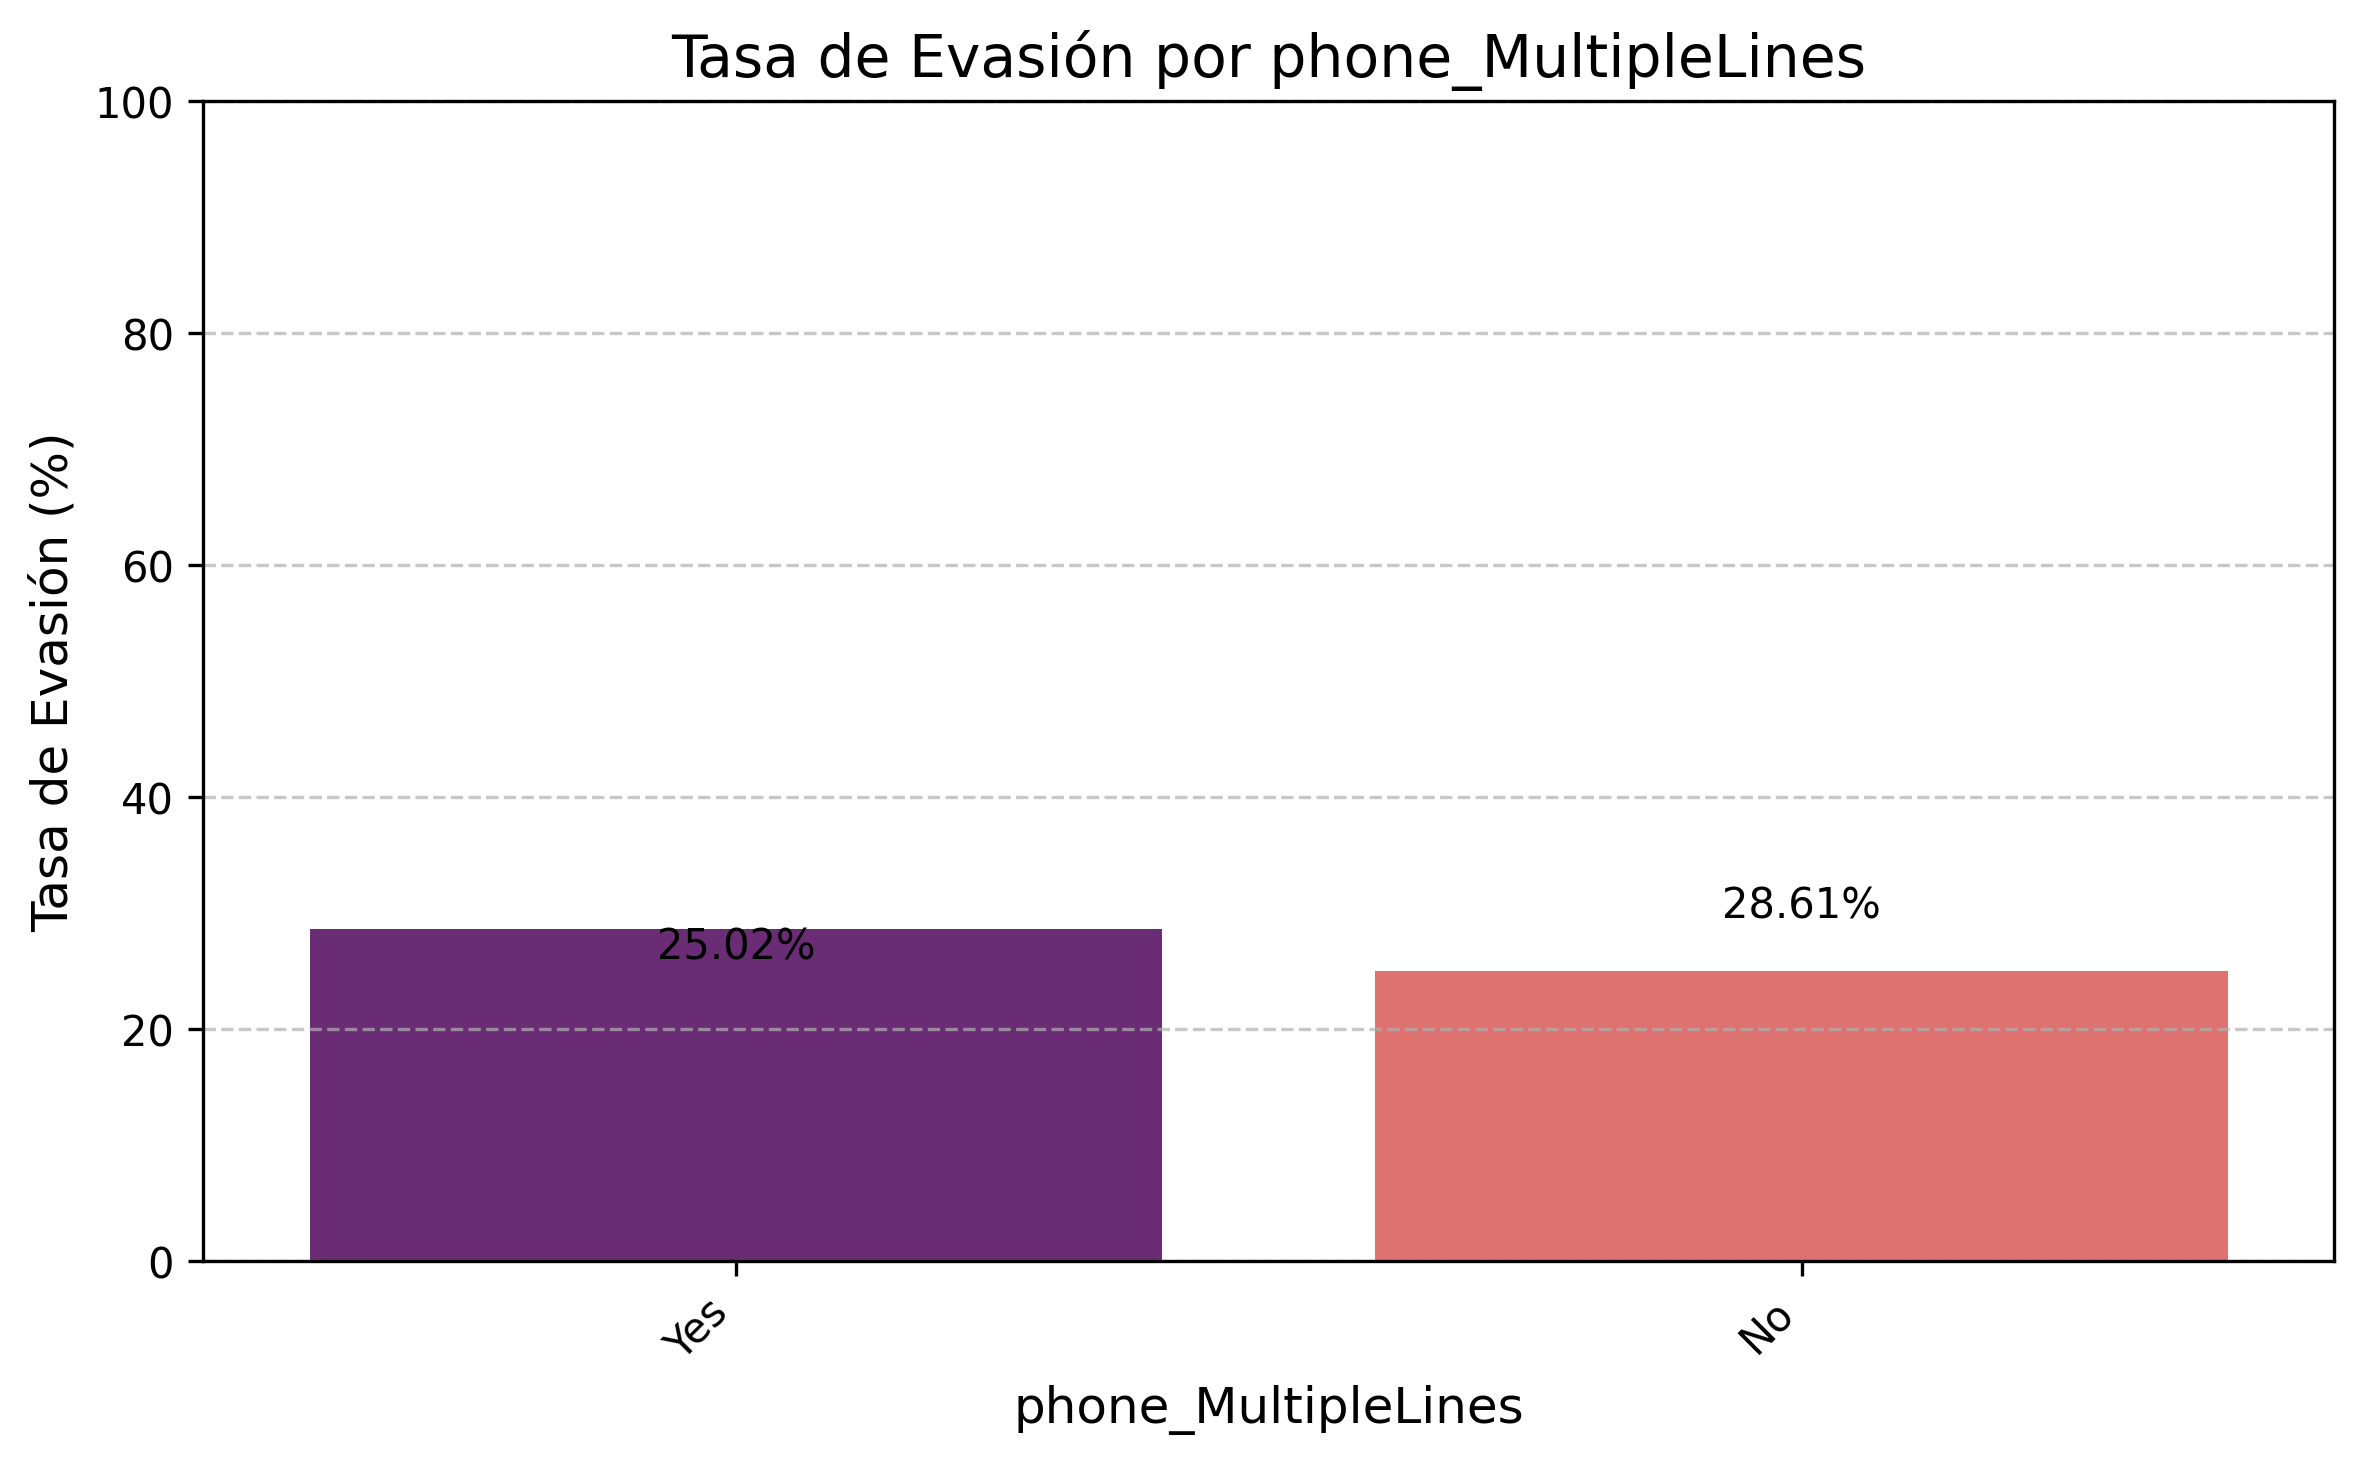 Tasa de Evasión por phone_MultipleLines
Tasa de Evasión (%)
100
80
60
40
20
0
25.02%
28.61%
Yes
No
phone_MultipleLines